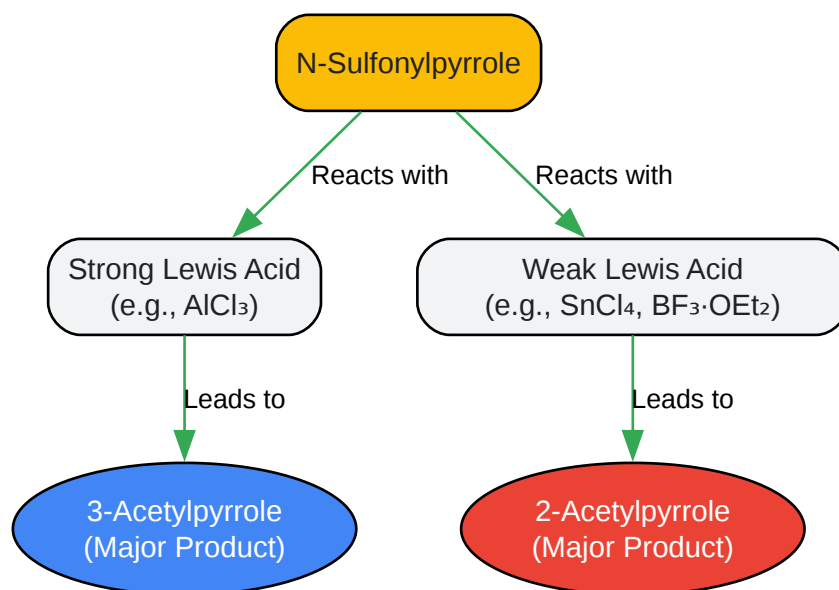 N-Sulfonylpyrrole
Reacts with
Reacts with
Strong Lewis Acid
(e.g., AlCl₃)
Weak Lewis Acid
(e.g., SnCl₄, BF₃·OEt₂)
Leads to
Leads to
3-Acetylpyrrole
(Major Product)
2-Acetylpyrrole
(Major Product)